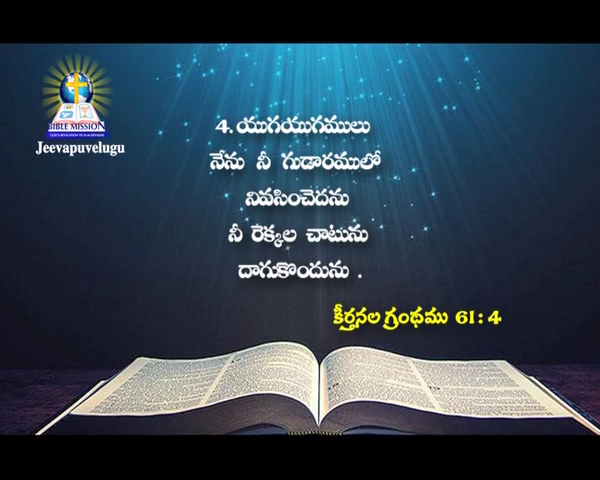 BIBLE MISSION
Jeevapuvelugu
4. యుగయుగములు
నేను నీ గుడారములో
నివసించెదను
నీ రెక్కల చాటును
దాగుకొందును .
కీర్తనల గ్రంథము 61 : 4